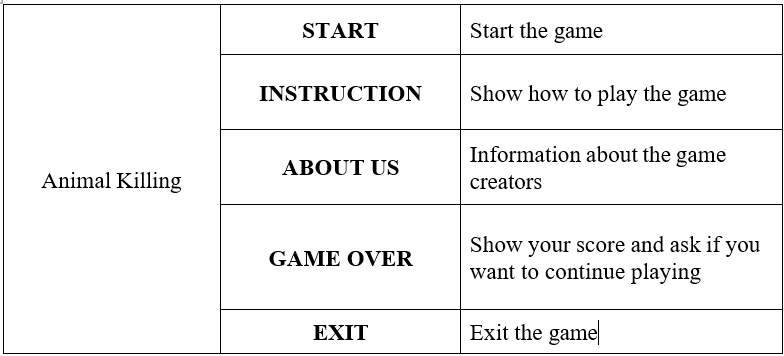 Animal Killing
START
Start the game
INSTRUCTION
Show how to play the game
ABOUT US
Information about the game
creators
GAME OVER
Show your score and ask if you
want to continue playing
EXIT
Exit the game